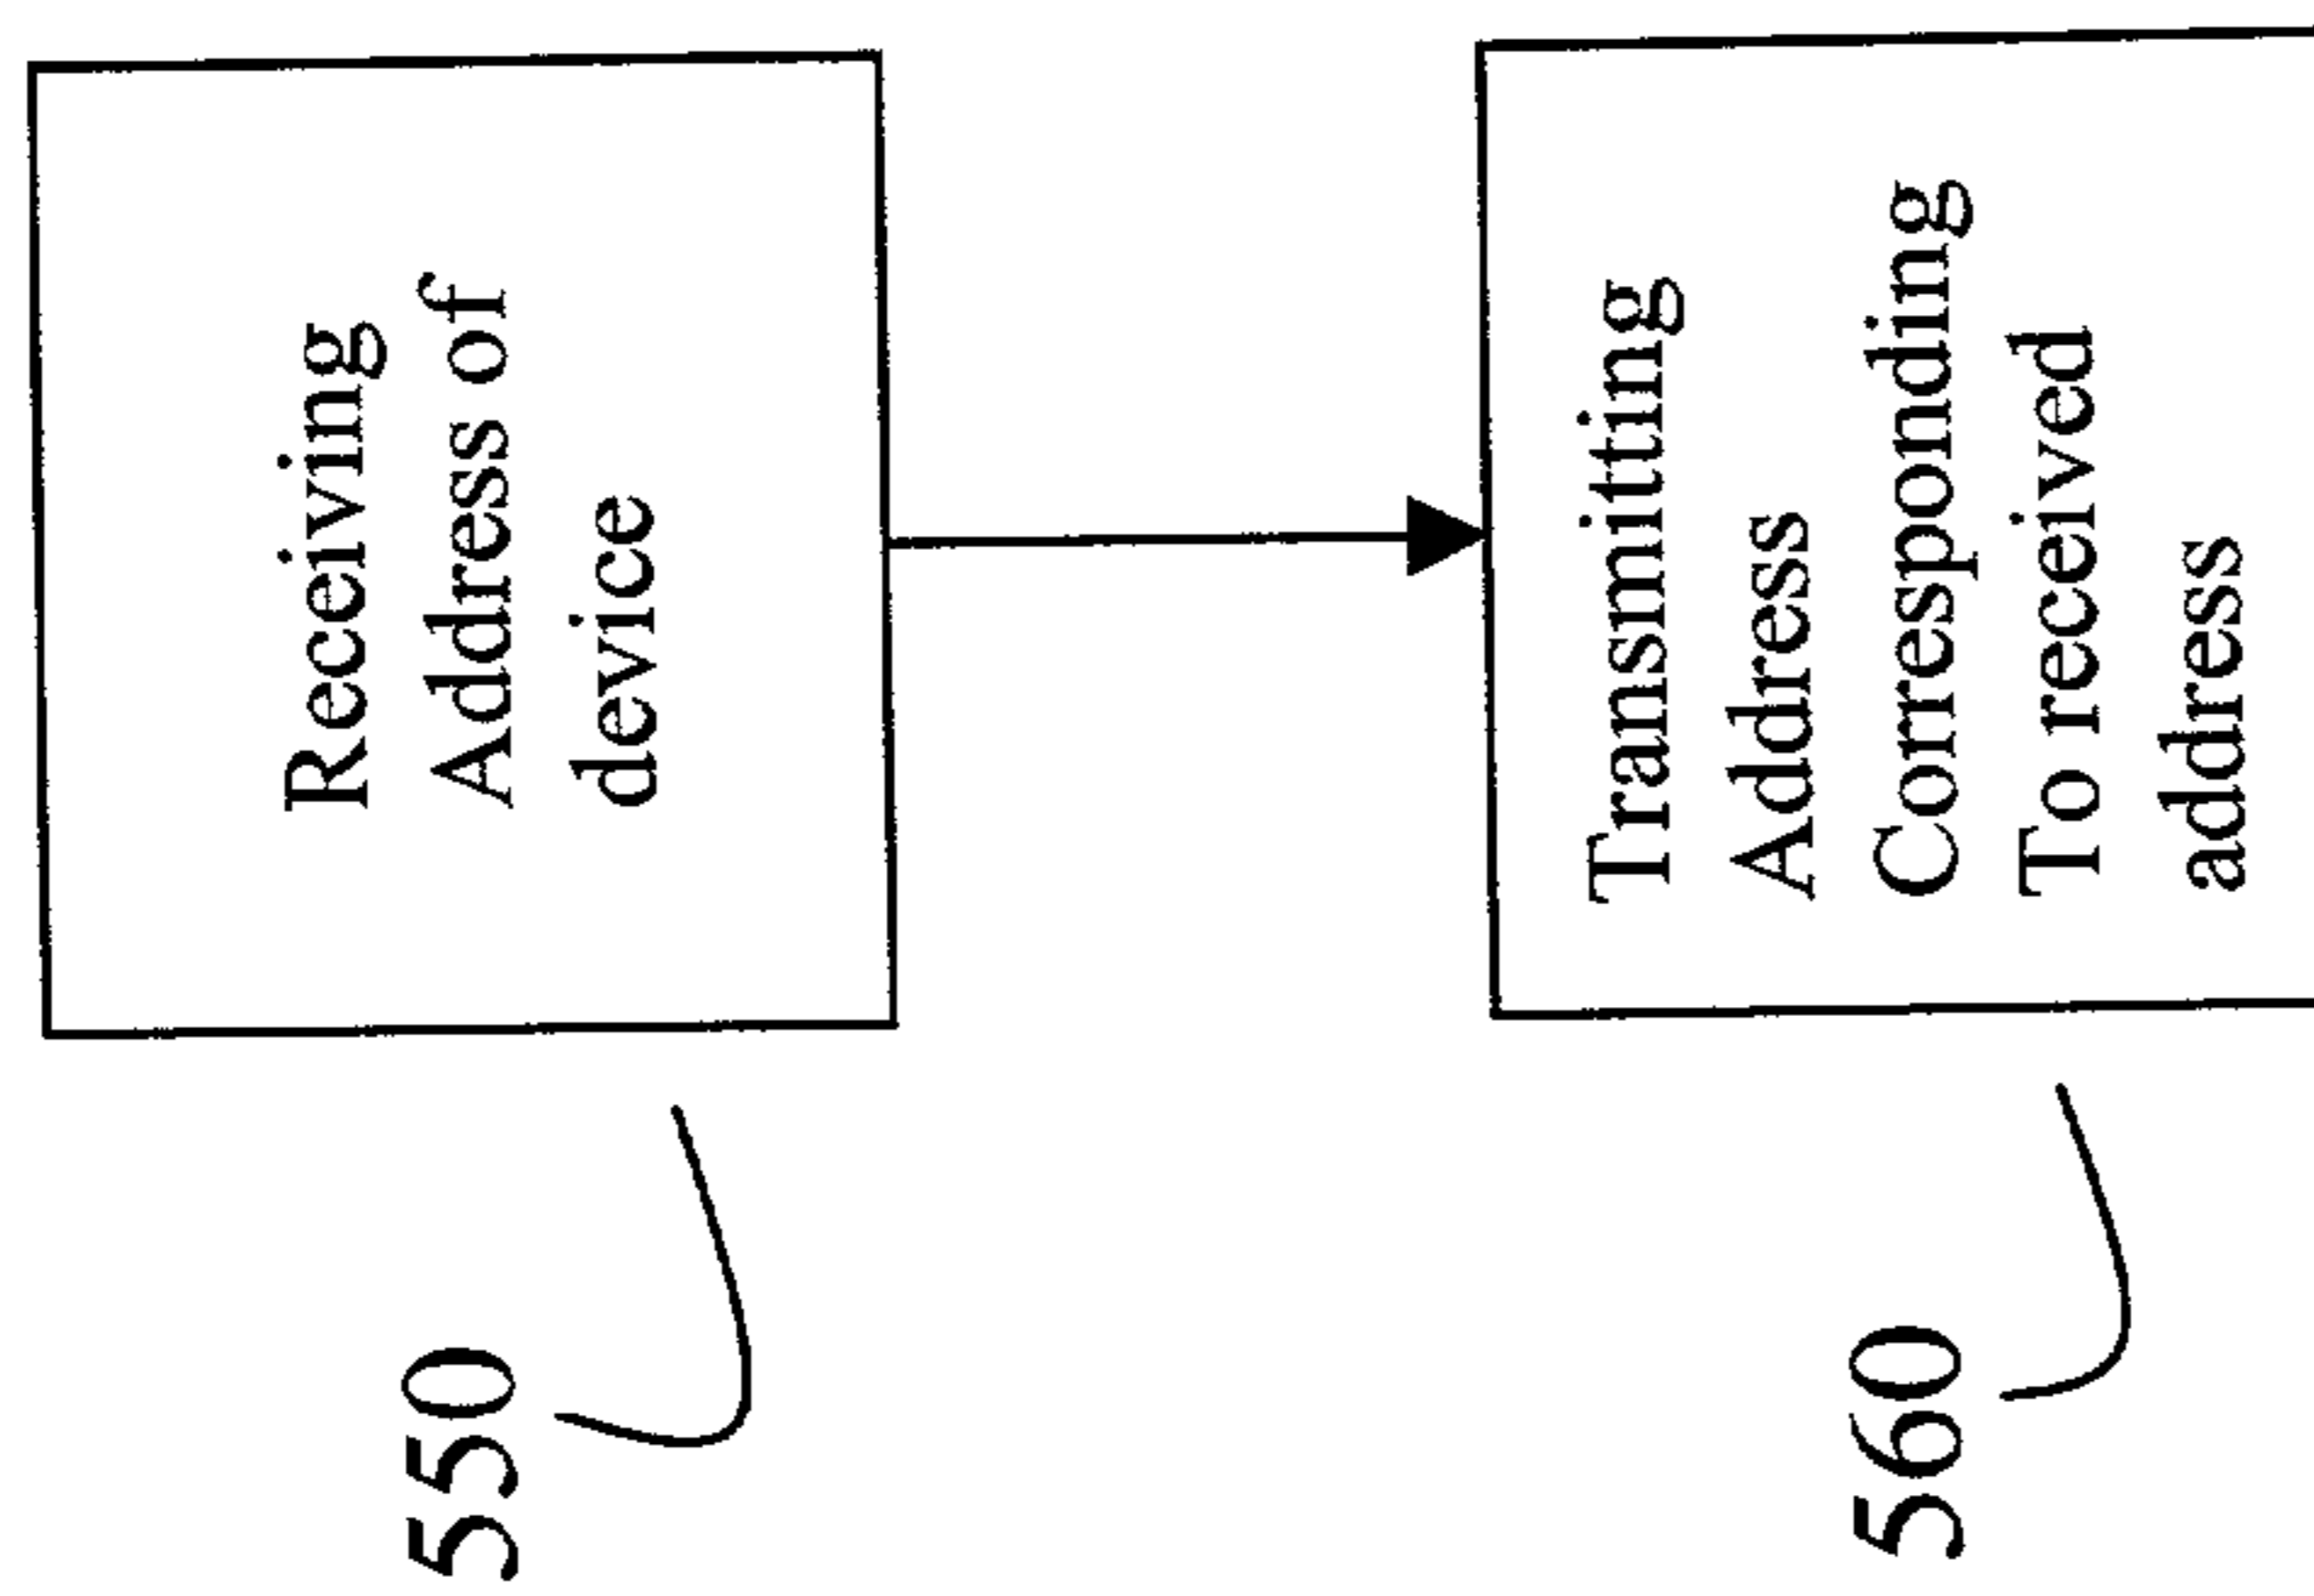 Receiving
Address of
device
550
Transmitting
Address
Corresponding
To received
address
560